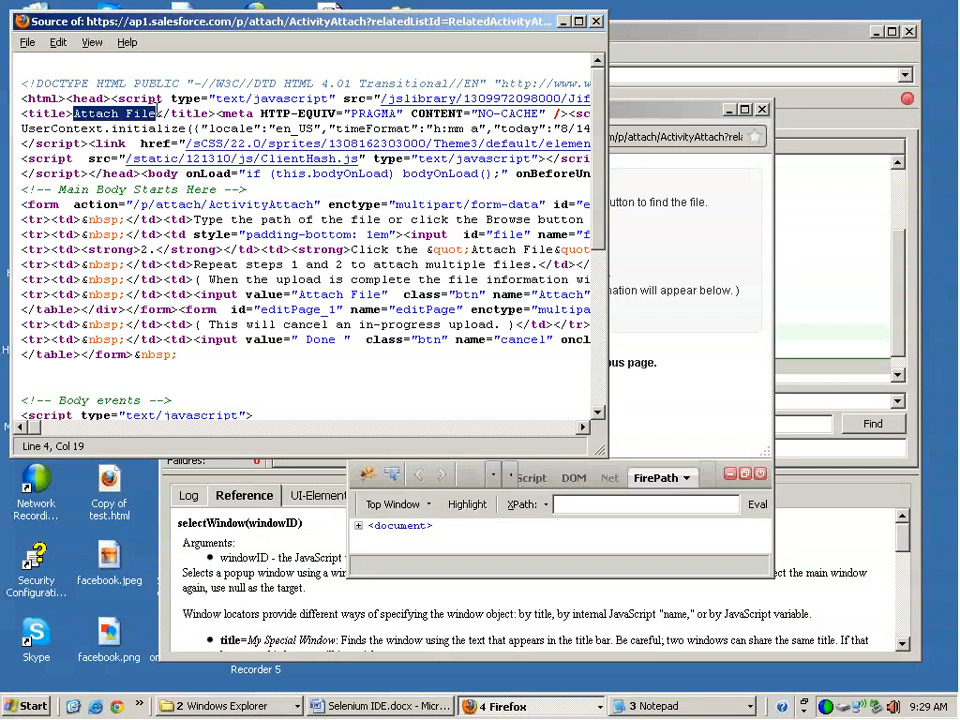 Source of: https://ap1.salesforce.com/p/attach/ActivityAttach?relatedListId=RelatedActivityAt...
File Edit View Help
<!DOCTYPE HTML PUBLIC "-//W3C//DTD HTML 4.01 Transitional//EN" "http://www.w
<html><head><script type="text/javascript" src="/jslibrary/1309972098000/Jif
<title>Attach File</title><meta HTTP-EQUIV="PRAGMA" CONTENT="NO-CACHE" /><sc
UserContext.initialize({"locale":"en_US","timeFormat":"h:mm a","today":"8/14
</script><link href="/sCSS/22.0/sprites/1308162303000/Theme3/default/elemen
<script src="/static/121310/js/ClientHash.js" type="text/javascript"></scri
</script></head><body onLoad="if (this.bodyOnLoad) bodyOnLoad();" onBeforeUn
<!-- Main Body Starts Here -->
<form action="/p/attach/ActivityAttach" enctype="multipart/form-data" id="e
<tr><td>&nbsp;</td><td>Type the path of the file or click the Browse button
<tr><td>&nbsp;</td><td style="padding-bottom: 1em"><input id="file" name="f
<tr><td><strong>2.</strong></td><td><strong>Click the &quot;Attach File&quot
<tr><td>&nbsp;</td><td>Repeat steps 1 and 2 to attach multiple files.</td></
<tr><td>&nbsp;</td><td>( When the upload is complete the file information wi
<tr><td>&nbsp;</td><td><input value="Attach File" class="btn" name="Attach"
</table></div></form><form id="editPage_1" name="editPage" enctype="multipa
<tr><td>&nbsp;</td><td>( This will cancel an in-progress upload. )</td></tr>
<tr><td>&nbsp;</td><td><input value=" Done " class="btn" name="cancel" oncl
</table></form>&nbsp;
<!-- Body events -->
<script type="text/javascript">
Line 4, Col 19
m/p/attach/ActivityAttach?rela
utton to find the file.
nation will appear below. )
ous page.
Find
Failures: 0
Script DOM Net FirePath
Top Window Highlight XPath: Eval
<document>
Log Reference UI-Element
selectWindow(windowID)
Arguments:
windowID - the JavaScript
Selects a popup window using a win
ect the main window
again, use null as the target.
Window locators provide different ways of specifying the window object: by title, by internal JavaScript "name," or by JavaScript variable.
title=My Special Window: Finds the window using the text that appears in the title bar. Be careful; two windows can share the same title. If that
Network Recordi...
Copy of test.html
Security Configurati...
facebook.jpeg
Skype
facebook.png
Recorder 5
Start
2 Windows Explorer
Selenium IDE.docx - Micr...
4 Firefox
3 Notepad
9:29 AM